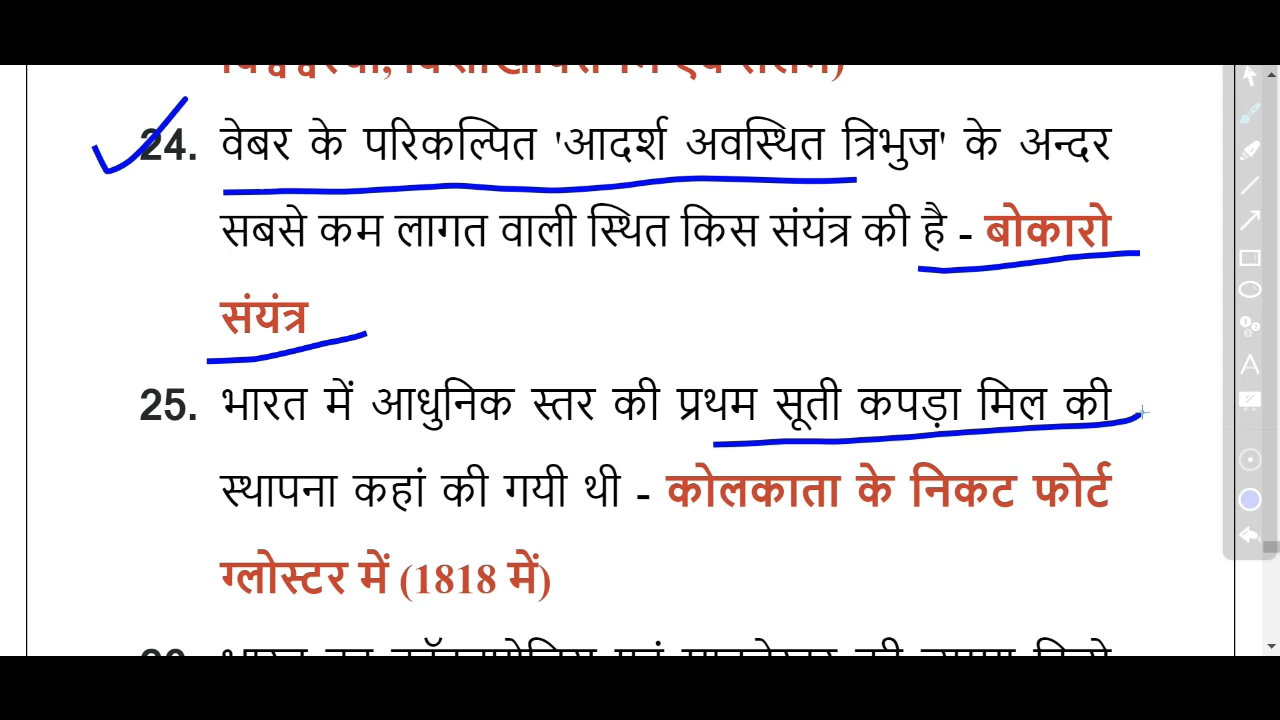 24. वेबर के परिकल्पित 'आदर्श अवस्थित त्रिभुज' के अन्दर
सबसे कम लागत वाली स्थित किस संयंत्र की है - बोकारो
संयंत्र
25. भारत में आधुनिक स्तर की प्रथम सूती कपड़ा मिल की
स्थापना कहां की गयी थी - कोलकाता के निकट फोर्ट
ग्लोस्टर में (1818 में)